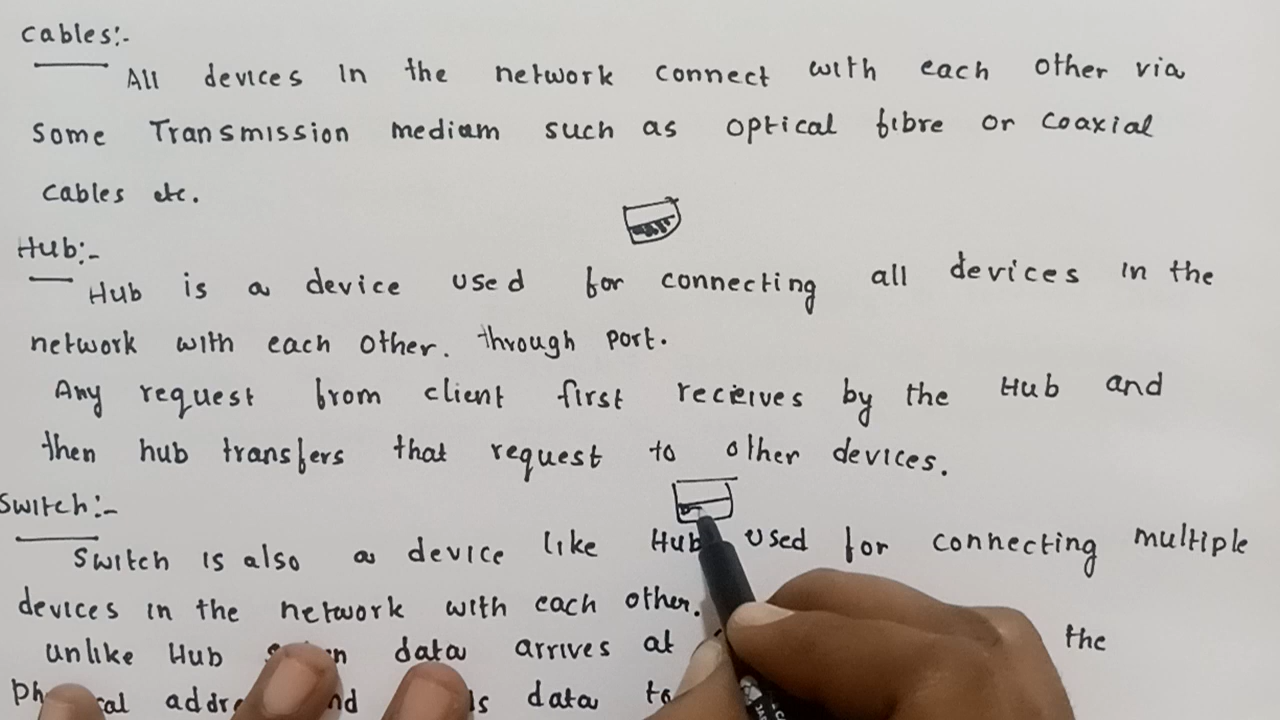 Cables:-
All devices in the network connect with each other via
some Transmission medium such as optical fibre or coaxial
cables etc.
Hub:-
Hub is a device used for connecting all devices in the
network with each other. through port.
Any request from client first recieves by the Hub and
then hub transfers that request to other devices.
Switch:-
Switch is also a device like Hub used for connecting multiple
devices in the network with each other.
unlike Hub data arrives at the
data to